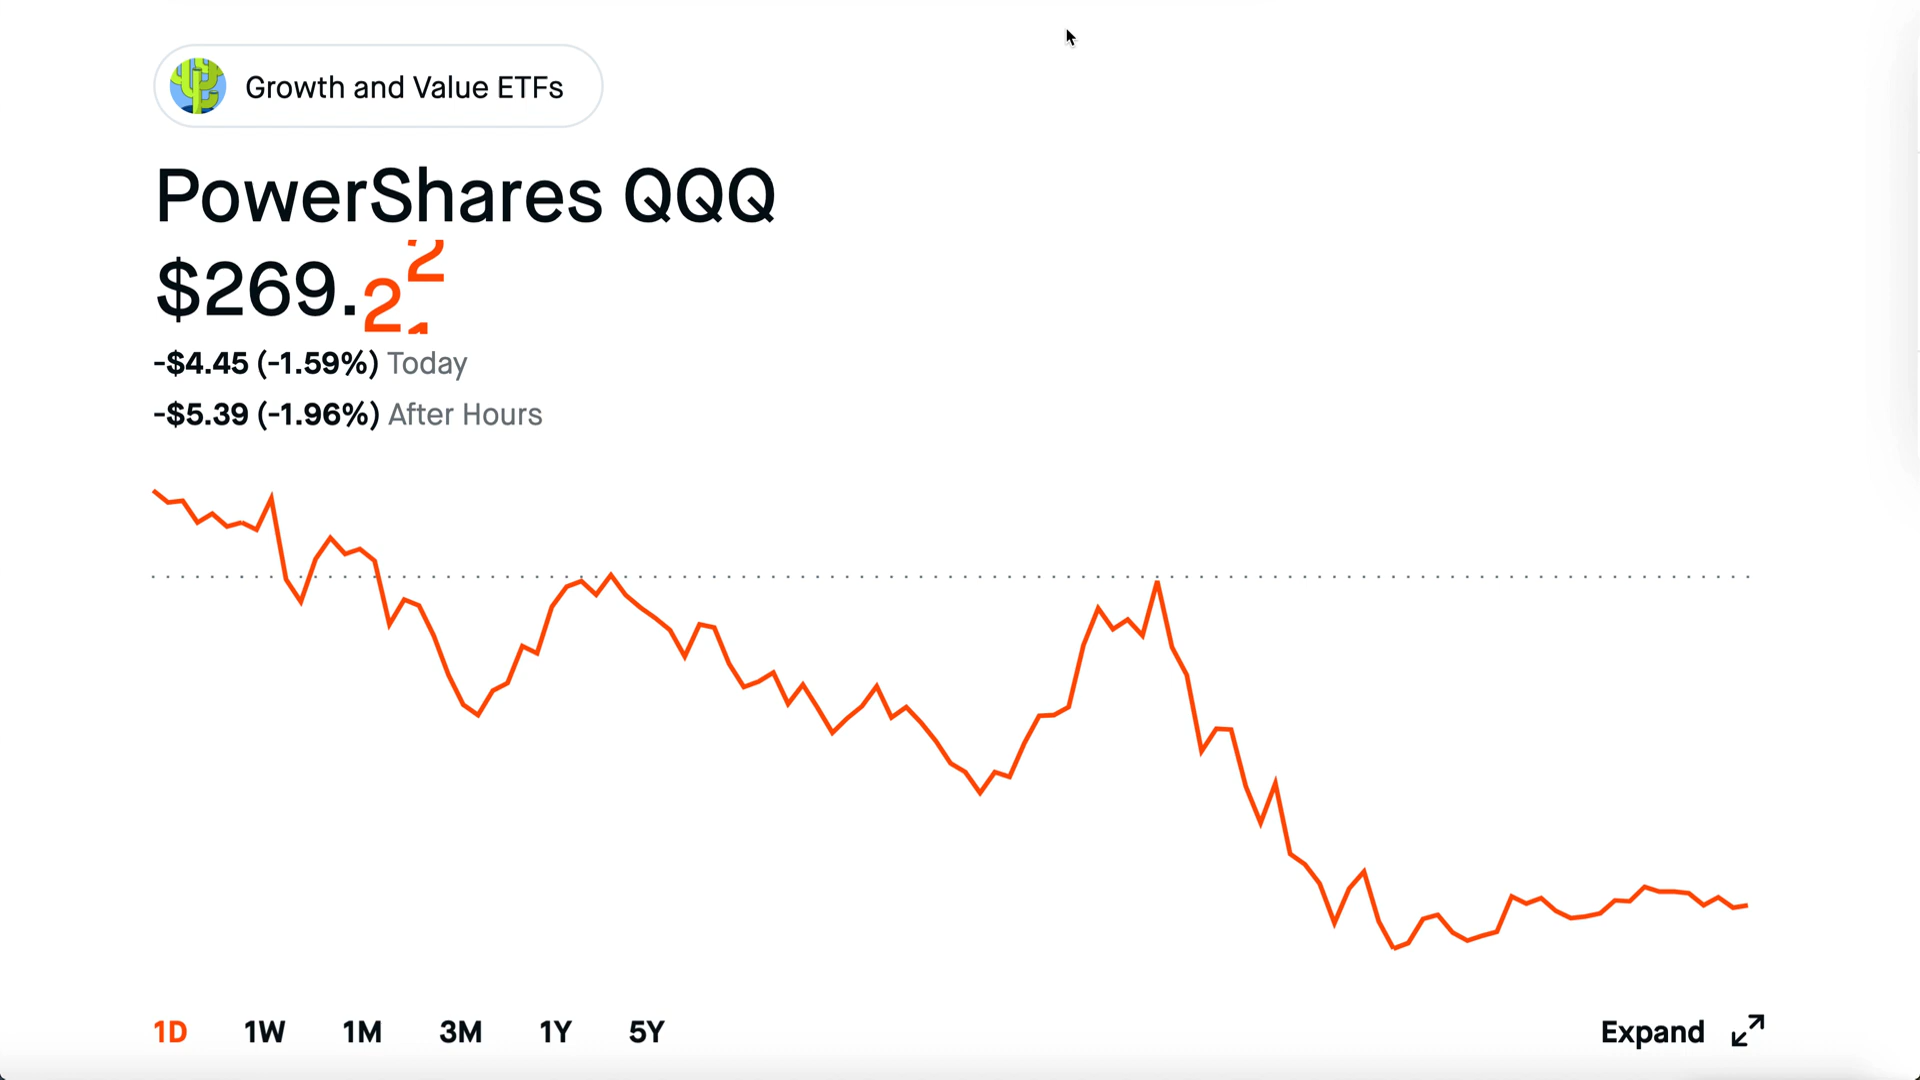 Growth and Value ETFs
PowerShares QQQ
$269.2
-$4.45 (-1.59%) Today
-$5.39 (-1.96%) After Hours
1D 1W 1M 3M 1Y 5Y Expand